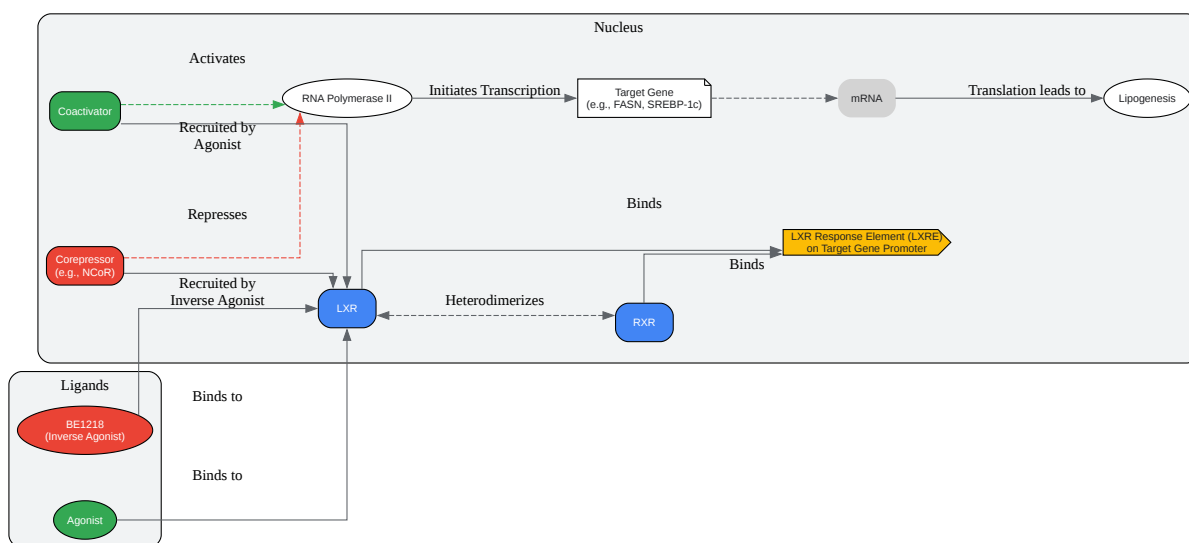 Nucleus
Activates
Coactivator
RNA Polymerase II
Initiates Transcription
Target Gene
(e.g., FASN, SREBP-1c)
mRNA
Translation leads to
Lipogenesis
Recruited by
Agonist
Represses
Binds
LXR Response Element (LXRE)
on Target Gene Promoter
Corepressor
(e.g., NCoR)
Binds
Recruited by
Inverse Agonist
LXR
Heterodimerizes
RXR
Ligands
Binds to
BE1218
(Inverse Agonist)
Binds to
Agonist